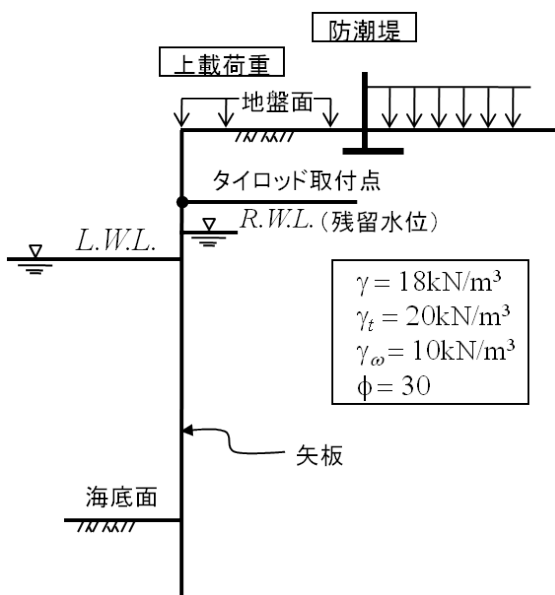 防潮堤
上載荷重
地盤面
タイロッド取付点
R.W.L.(残留水位)
L.W.L.
γ = 18kN/m³
γt = 20kN/m³
γω = 10kN/m³
ϕ = 30
矢板
海底面